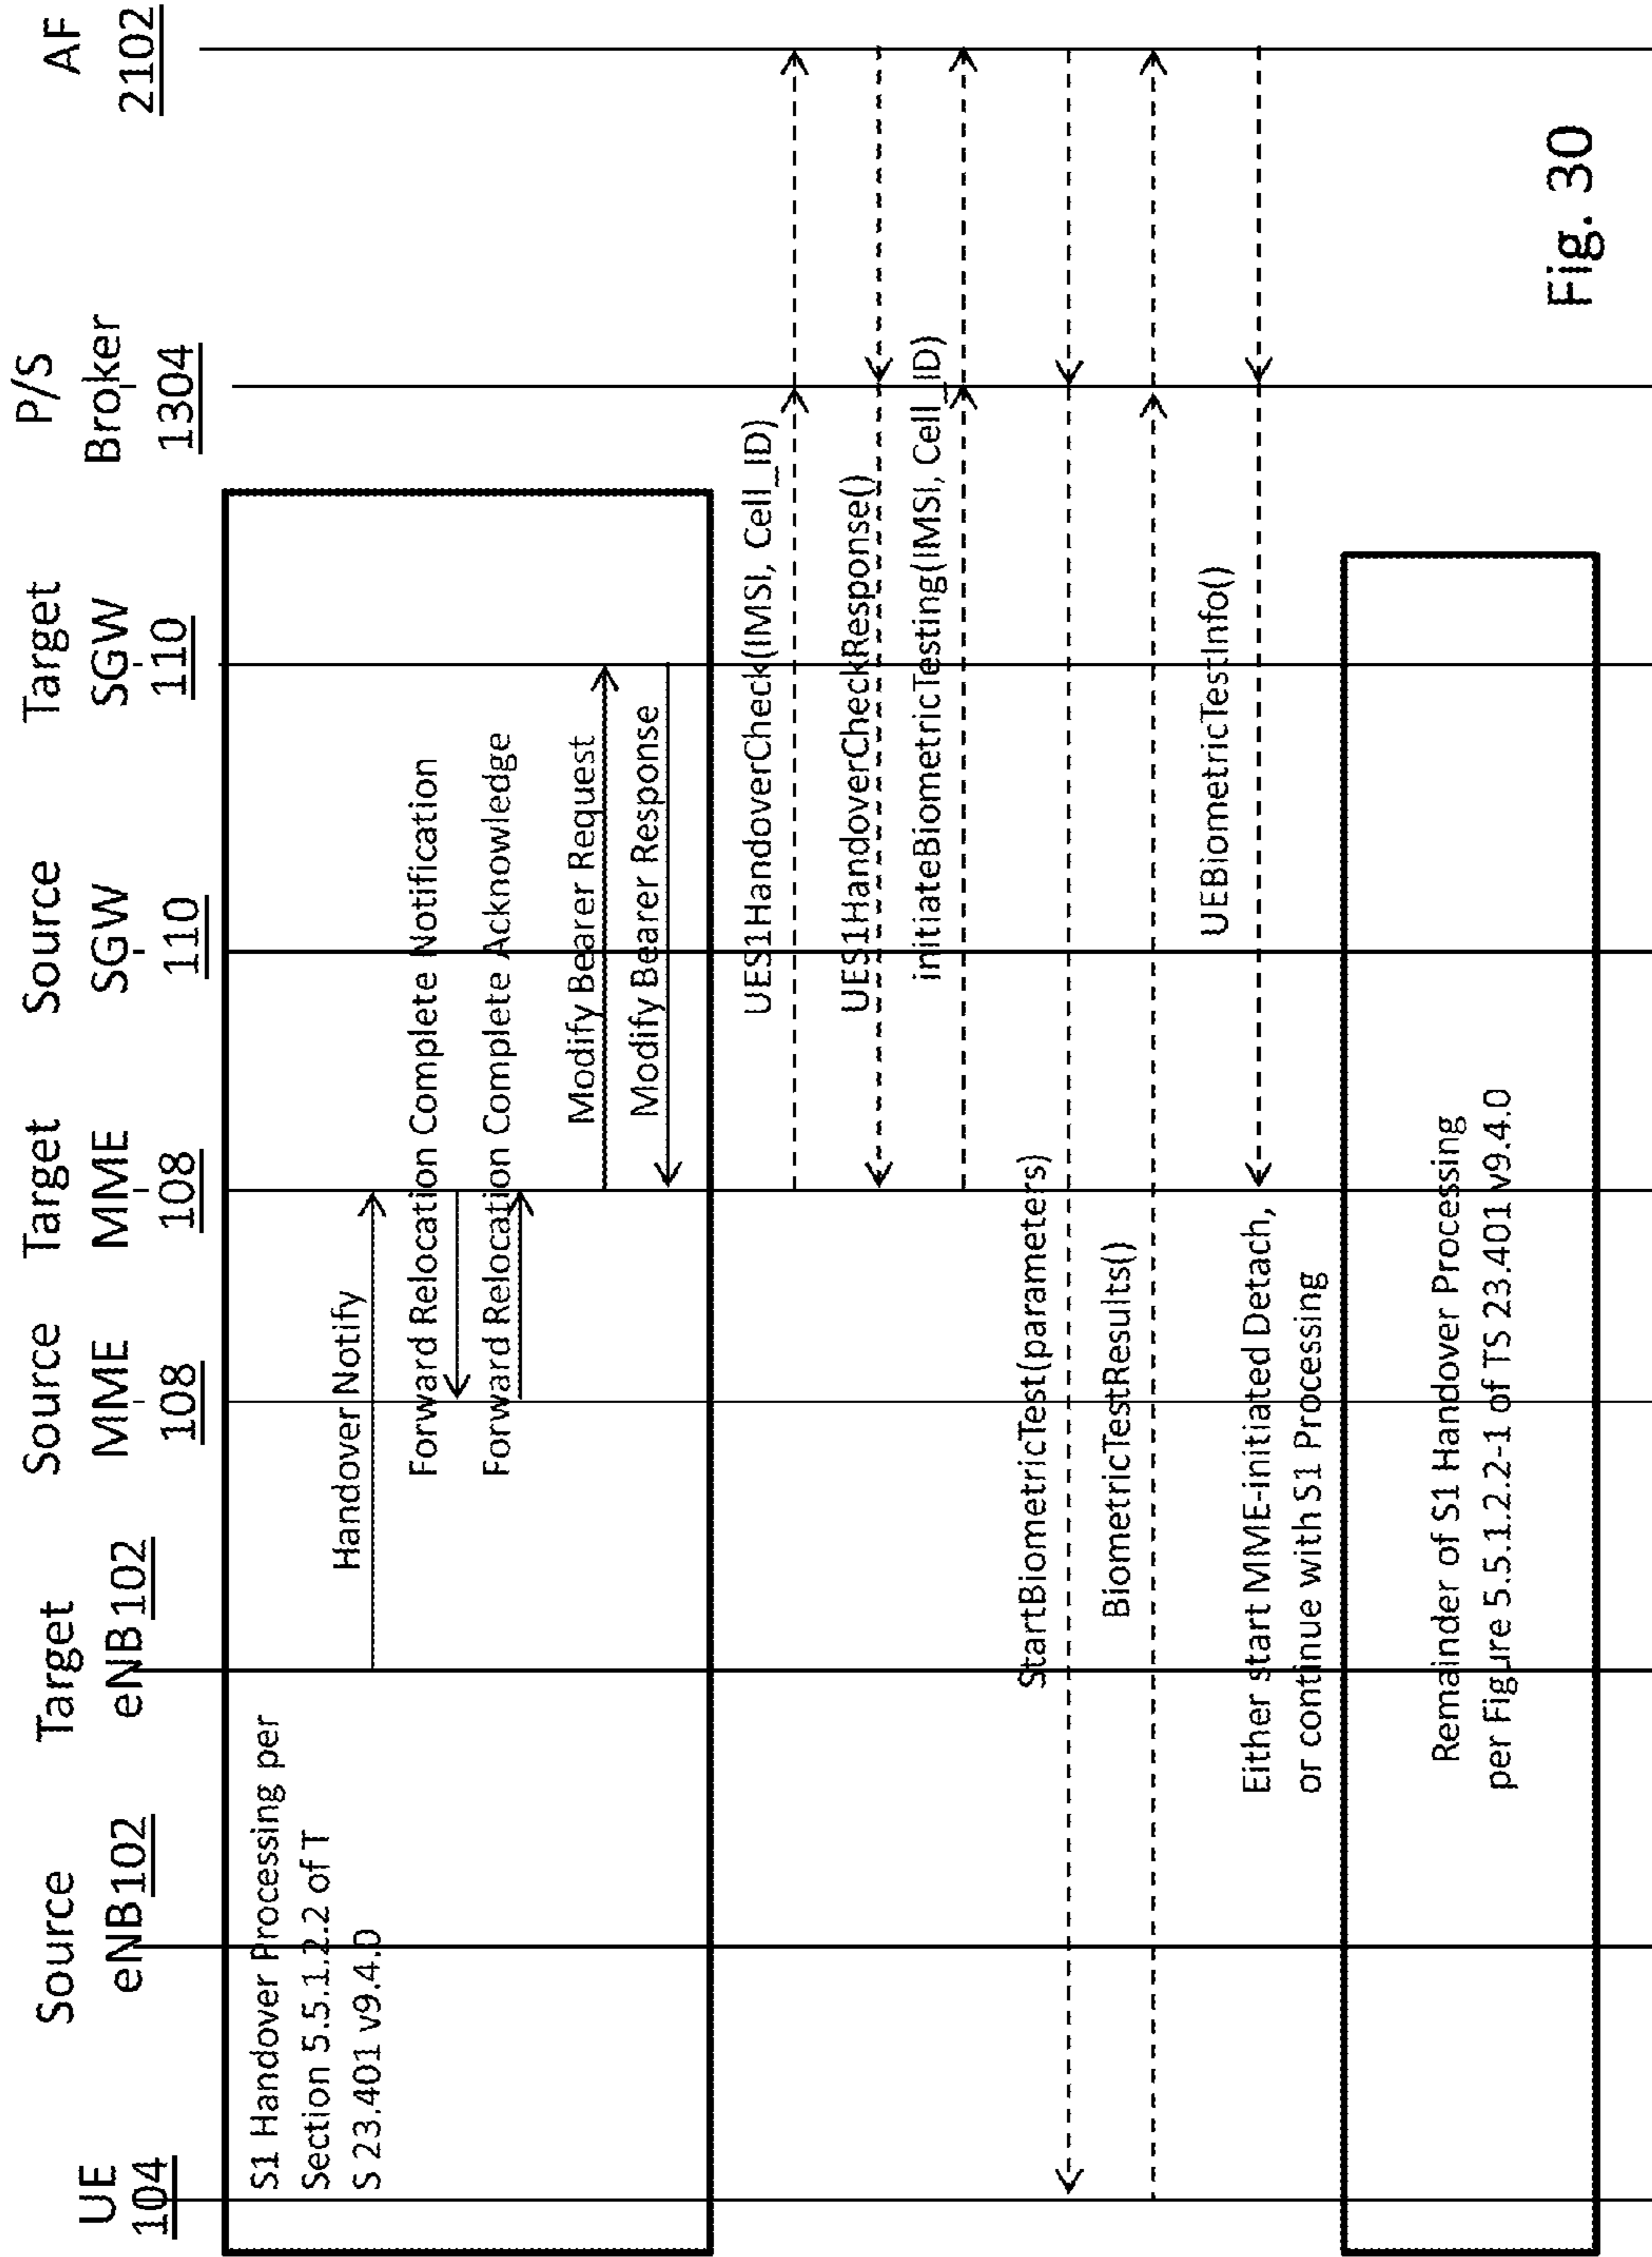 UE
104
Source
eNB 102
Target
eNB 102
Source
MME
108
Target
MME
108
Source
SGW
110
Target
SGW
110
P/S
Broker
1304
AF
2102
S1 Handover Processing per
Section 5.5.1.2.2 of T
S 23.401 v9.4.0
Handover Notify
Forward Relocation Complete Notification
Forward Relocation Complete Acknowledge
Modify Bearer Request
Modify Bearer Response
UES1HandoverCheck(IMSI, Cell_ID)
UES1HandoverCheckResponse()
initiateBiometricTesting(IMSI, Cell_ID)
StartBiometricTest(parameters)
BiometricTestResults()
UEBiometricTestInfo()
Either start MME-initiated Detach,
or continue with S1 Processing
Remainder of S1 Handover Processing
per Figure 5.5.1.2.2-1 of TS 23.401 v9.4.0
Fig. 30